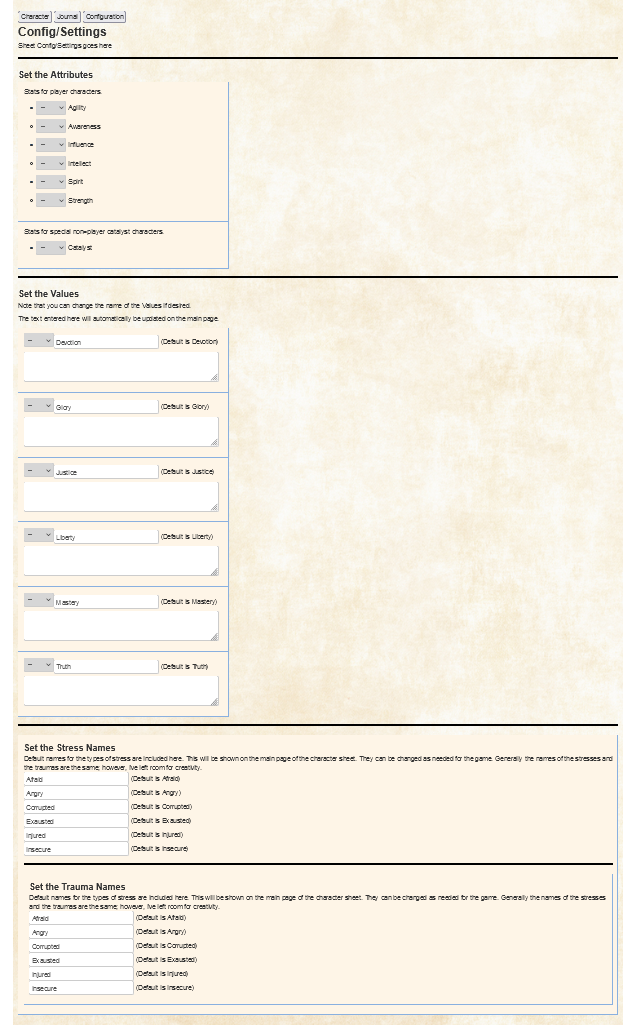 Character Journal Configuration
Config/Settings
Sheet Config/Settings goes here
Set the Attributes
Stats for player characters.
-- Agility
-- Awareness
-- Influence
-- Intellect
-- Spirit
-- Strength
Stats for special non-player catalyst characters.
-- Catalyst
Set the Values
Note that you can change the name of the Values if desired.
The text entered here will automatically be updated on the main page.
-- Devotion (Default is Devotion)
-- Glory (Default is Glory)
-- Justice (Default is Justice)
-- Liberty (Default is Liberty)
-- Mastery (Default is Mastery)
-- Truth (Default is Truth)
Set the Stress Names
Default names for the types of stress are included here. This will be shown on the main page of the character sheet. They can be changed as needed for the game. Generally the names of the stresses and
the traumas are the same; however, Ive left room for creativity.
Afraid (Default is Afraid)
Angry (Default is Angry)
Corrupted (Default is Corrupted)
Exausted (Default is Exausted)
Injured (Default is Injured)
Insecure (Default is Insecure)
Set the Trauma Names
Default names for the types of stress are included here. This will be shown on the main page of the character sheet. They can be changed as needed for the game. Generally the names of the stresses
and the traumas are the same; however, Ive left room for creativity.
Afraid (Default is Afraid)
Angry (Default is Angry)
Corrupted (Default is Corrupted)
Exausted (Default is Exausted)
Injured (Default is Injured)
Insecure (Default is Insecure)